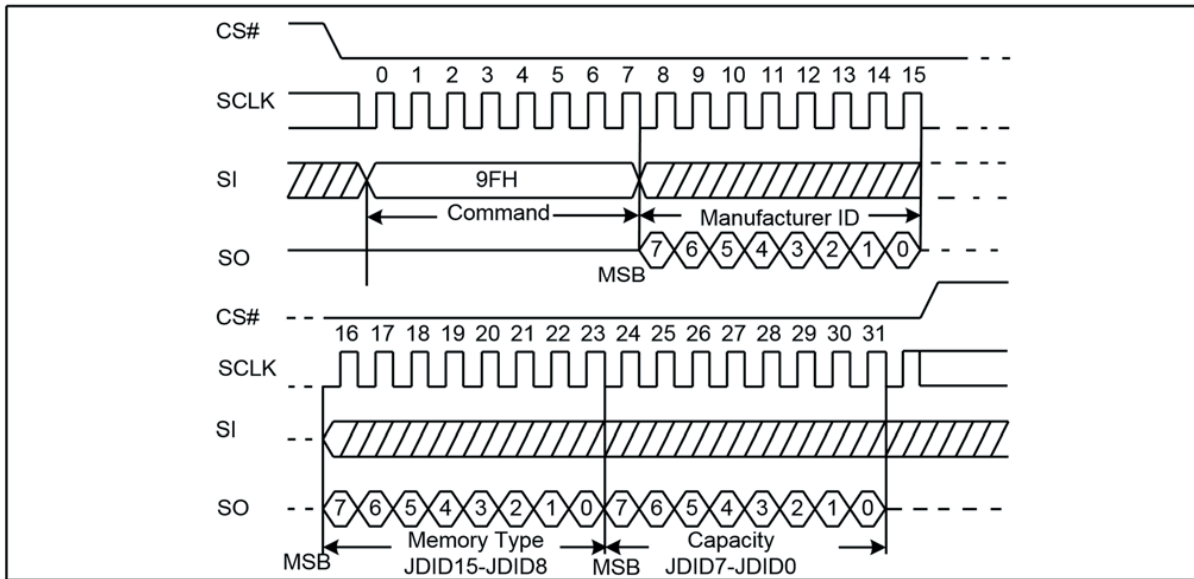 CS#
0 1 2 3 4 5 6 7 8 9 10 11 12 13 14 15
SCLK
SI
9FH
Command
Manufacturer ID
SO
7 6 5 4 3 2 1 0
MSB
CS#
16 17 18 19 20 21 22 23 24 25 26 27 28 29 30 31
SCLK
SI
SO
7 6 5 4 3 2 1 0 7 6 5 4 3 2 1 0
MSB
Memory Type
JDID15-JDID8
MSB
Capacity
JDID7-JDID0